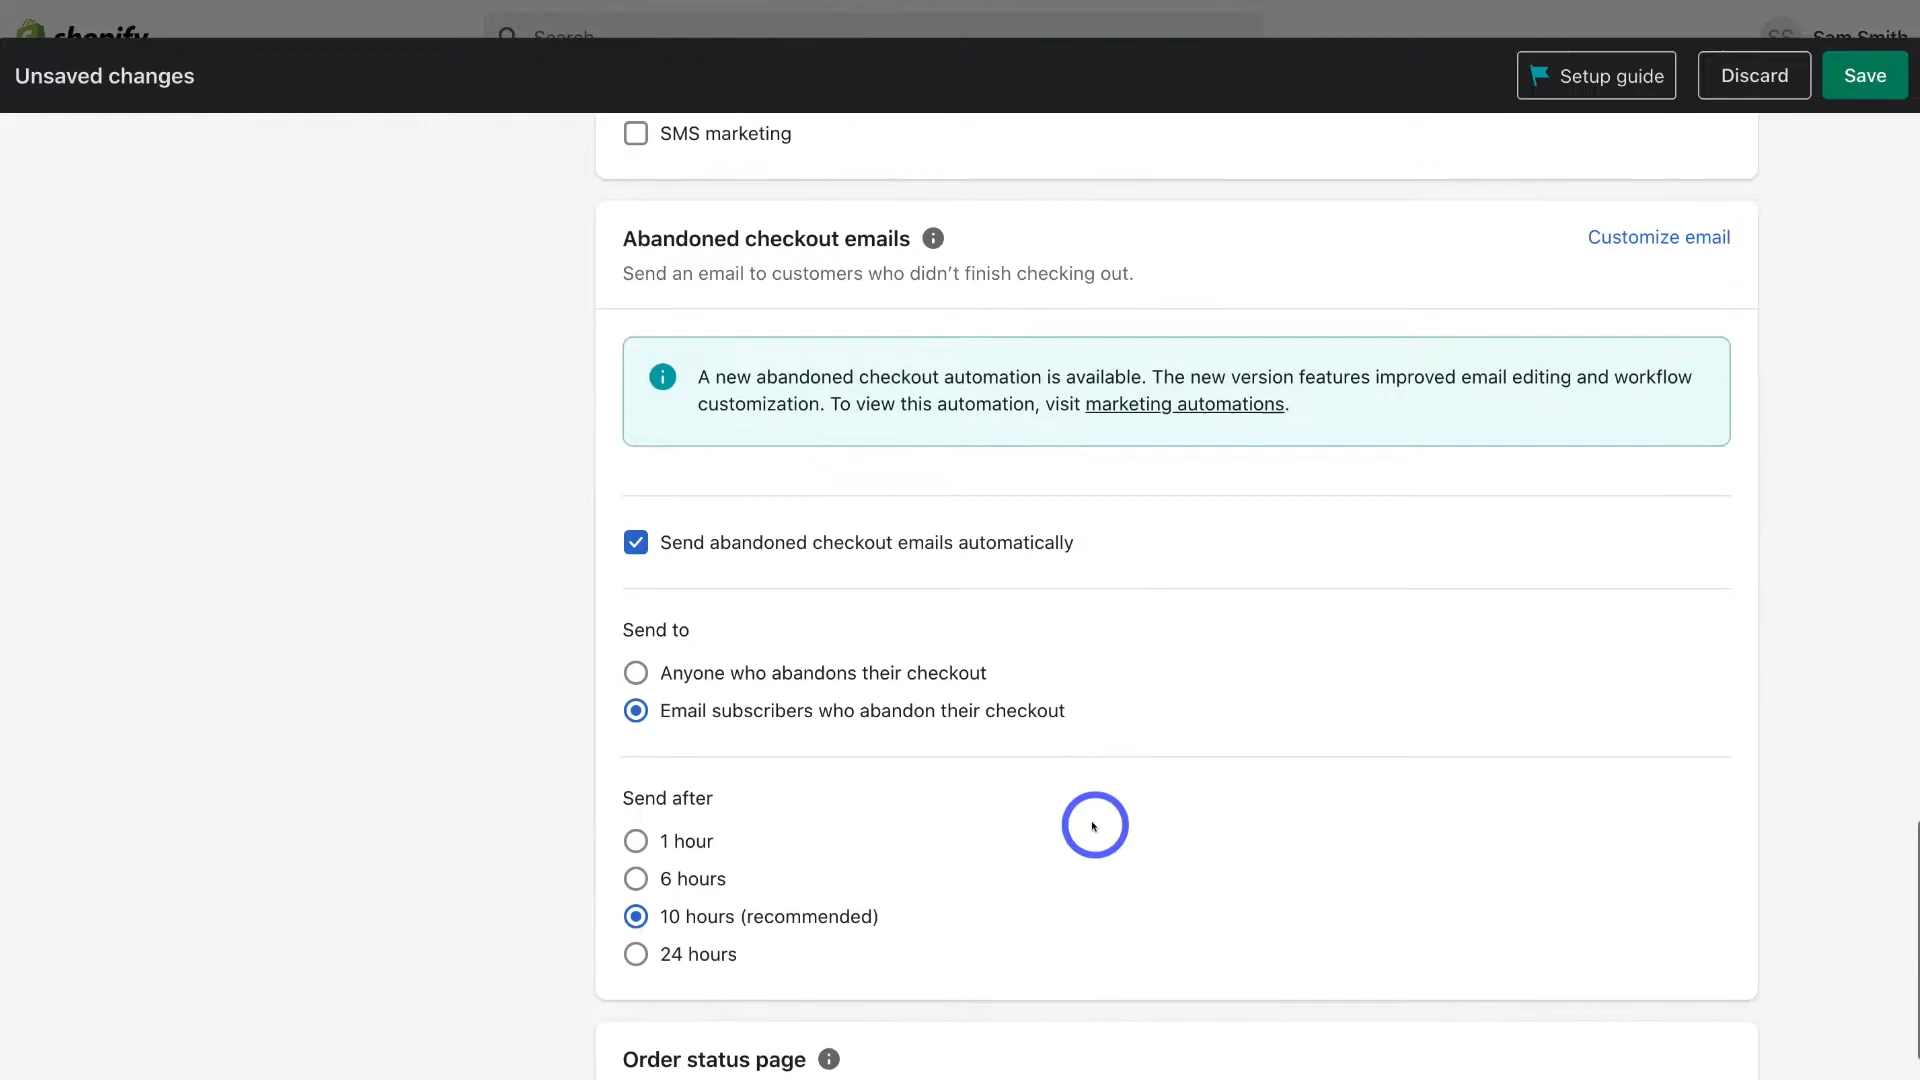 shopify
Search
SS
Sam Smith
Unsaved changes
Setup guide
Discard
Save
SMS marketing
Abandoned checkout emails
Customize email
Send an email to customers who didn’t finish checking out.
A new abandoned checkout automation is available. The new version features improved email editing and workflow
customization. To view this automation, visit marketing automations.
Send abandoned checkout emails automatically
Send to
Anyone who abandons their checkout
Email subscribers who abandon their checkout
Send after
1 hour
6 hours
10 hours (recommended)
24 hours
Order status page